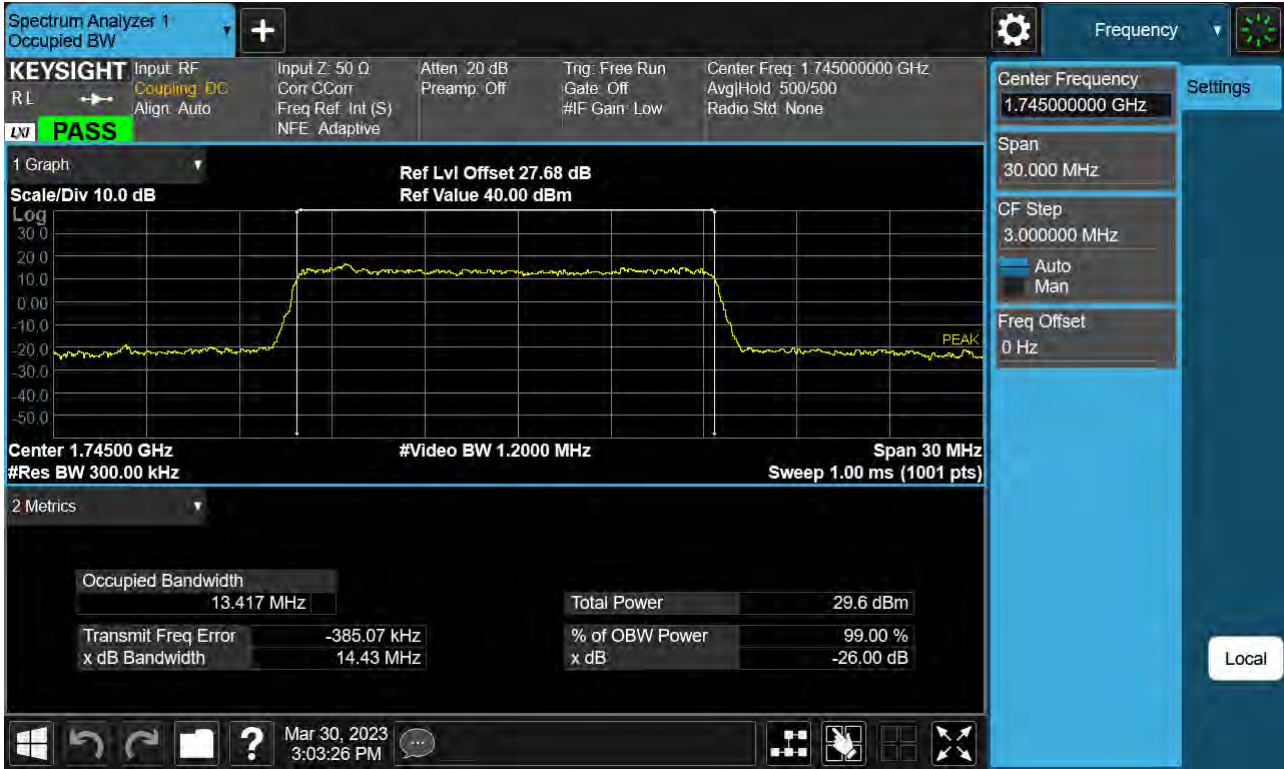 Spectrum Analyzer 1
Occupied BW
Frequency
KEYSIGHT
RL
LXI
PASS
Input: RF
Coupling: DC
Align: Auto
Input Z: 50 Ω
Corr CCorr
Freq Ref: Int (S)
NFE: Adaptive
Atten: 20 dB
Preamp: Off
Trig: Free Run
Gate: Off
#IF Gain: Low
Center Freq: 1.745000000 GHz
Avg|Hold: 500/500
Radio Std: None
1 Graph
Scale/Div 10.0 dB
Ref Lvl Offset 27.68 dB
Ref Value 40.00 dBm
Log
30.0
20.0
10.0
0.00
-10.0
-20.0
-30.0
-40.0
-50.0
PEAK
Center 1.74500 GHz
#Video BW 1.2000 MHz
Span 30 MHz
#Res BW 300.00 kHz
Sweep 1.00 ms (1001 pts)
2 Metrics
Occupied Bandwidth
13.417 MHz
Total Power 29.6 dBm
Transmit Freq Error -385.07 kHz
% of OBW Power 99.00 %
x dB Bandwidth 14.43 MHz
x dB -26.00 dB
Center Frequency
1.745000000 GHz
Settings
Span
30.000 MHz
CF Step
3.000000 MHz
Auto
Man
Freq Offset
0 Hz
Local
?
Mar 30, 2023
3:03:26 PM